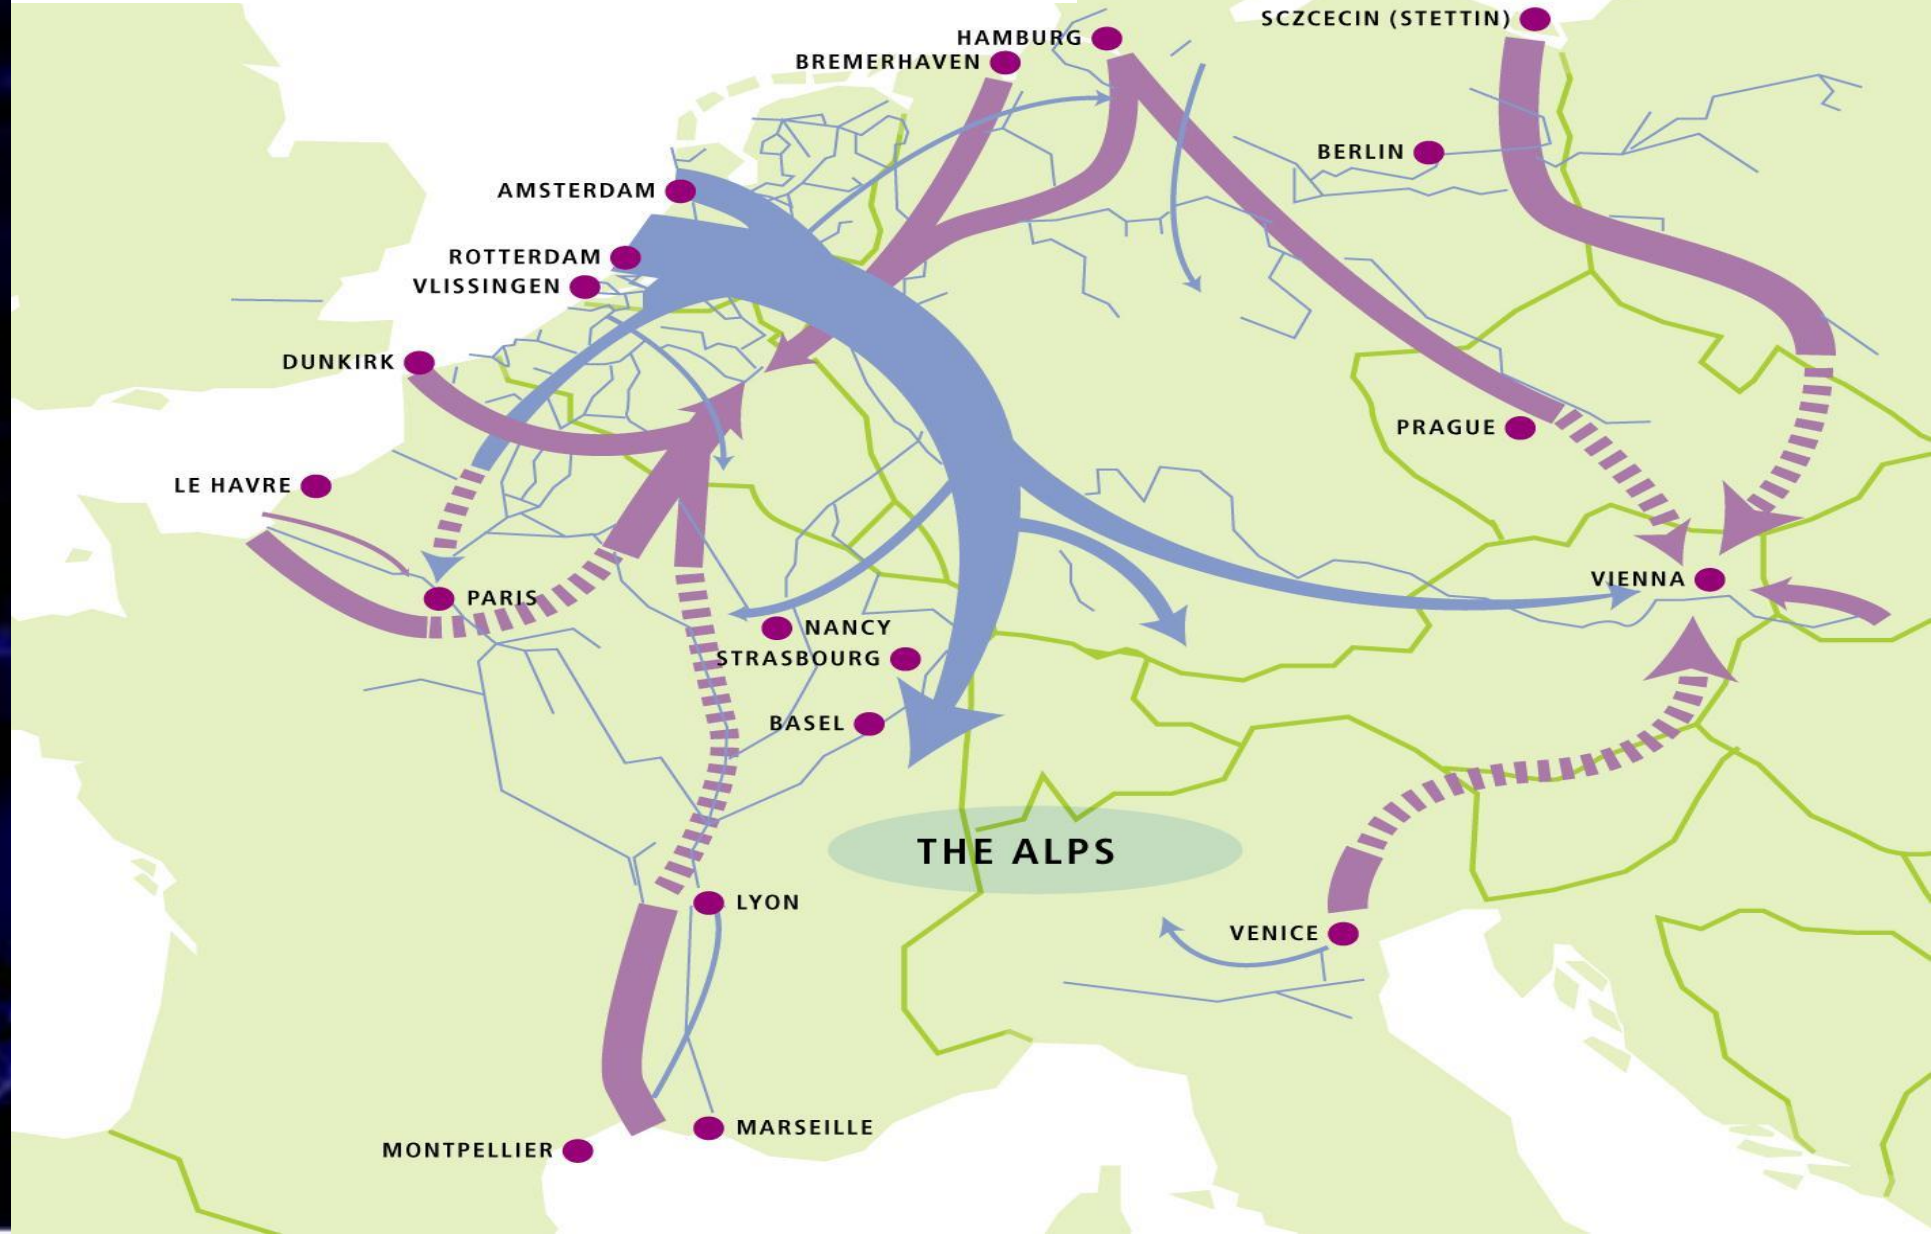 SCZCECIN (STETTIN)
HAMBURG
BREMERHAVEN
BERLIN
AMSTERDAM
ROTTERDAM
VLISSINGEN
DUNKIRK
PRAGUE
LE HAVRE
VIENNA
PARIS
NANCY
STRASBOURG
BASEL
THE ALPS
LYON
VENICE
MARSEILLE
MONTPELLIER